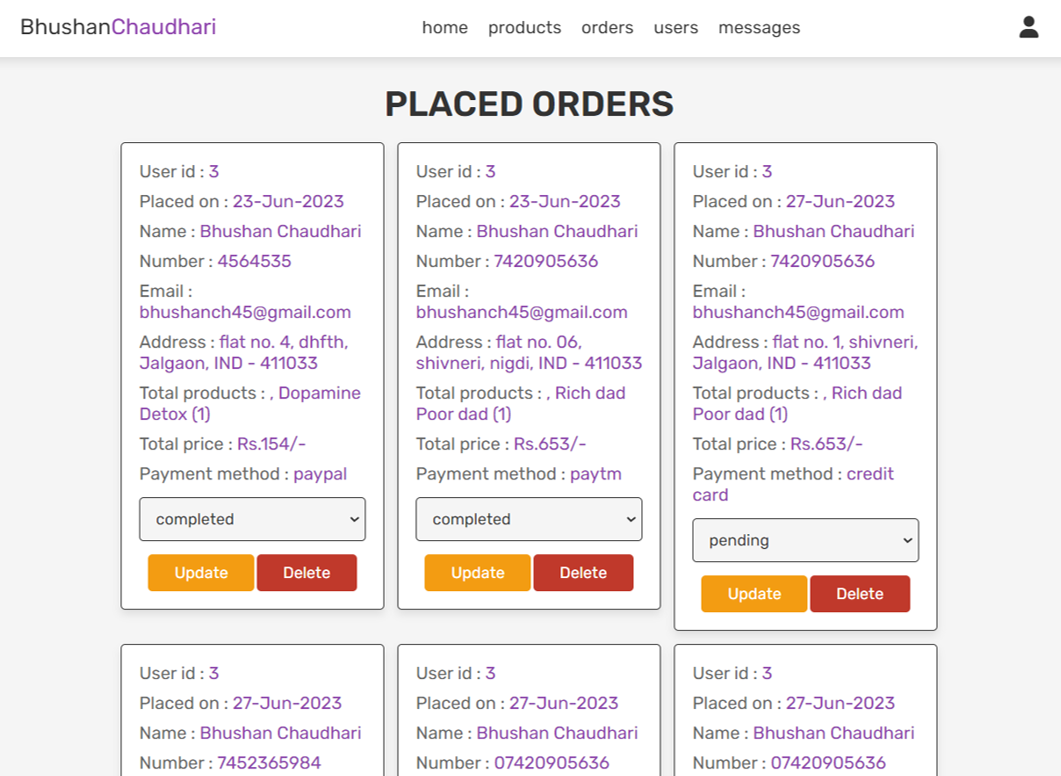 BhushanChaudhari
home products orders users messages
PLACED ORDERS
User id : 3
Placed on : 23-Jun-2023
Name : Bhushan Chaudhari
Number : 4564535
Email :
bhushanch45@gmail.com
Address : flat no. 4, dhfth,
Jalgaon, IND - 411033
Total products : , Dopamine
Detox (1)
Total price : Rs.154/-
Payment method : paypal
completed
Update Delete
User id : 3
Placed on : 23-Jun-2023
Name : Bhushan Chaudhari
Number : 7420905636
Email :
bhushanch45@gmail.com
Address : flat no. 06,
shivneri, nigdi, IND - 411033
Total products : , Rich dad
Poor dad (1)
Total price : Rs.653/-
Payment method : paytm
completed
Update Delete
User id : 3
Placed on : 27-Jun-2023
Name : Bhushan Chaudhari
Number : 7420905636
Email :
bhushanch45@gmail.com
Address : flat no. 1, shivneri,
Jalgaon, IND - 411033
Total products : , Rich dad
Poor dad (1)
Total price : Rs.653/-
Payment method : credit
card
pending
Update Delete
User id : 3
Placed on : 27-Jun-2023
Name : Bhushan Chaudhari
Number : 7452365984
User id : 3
Placed on : 27-Jun-2023
Name : Bhushan Chaudhari
Number : 07420905636
User id : 3
Placed on : 27-Jun-2023
Name : Bhushan Chaudhari
Number : 07420905636